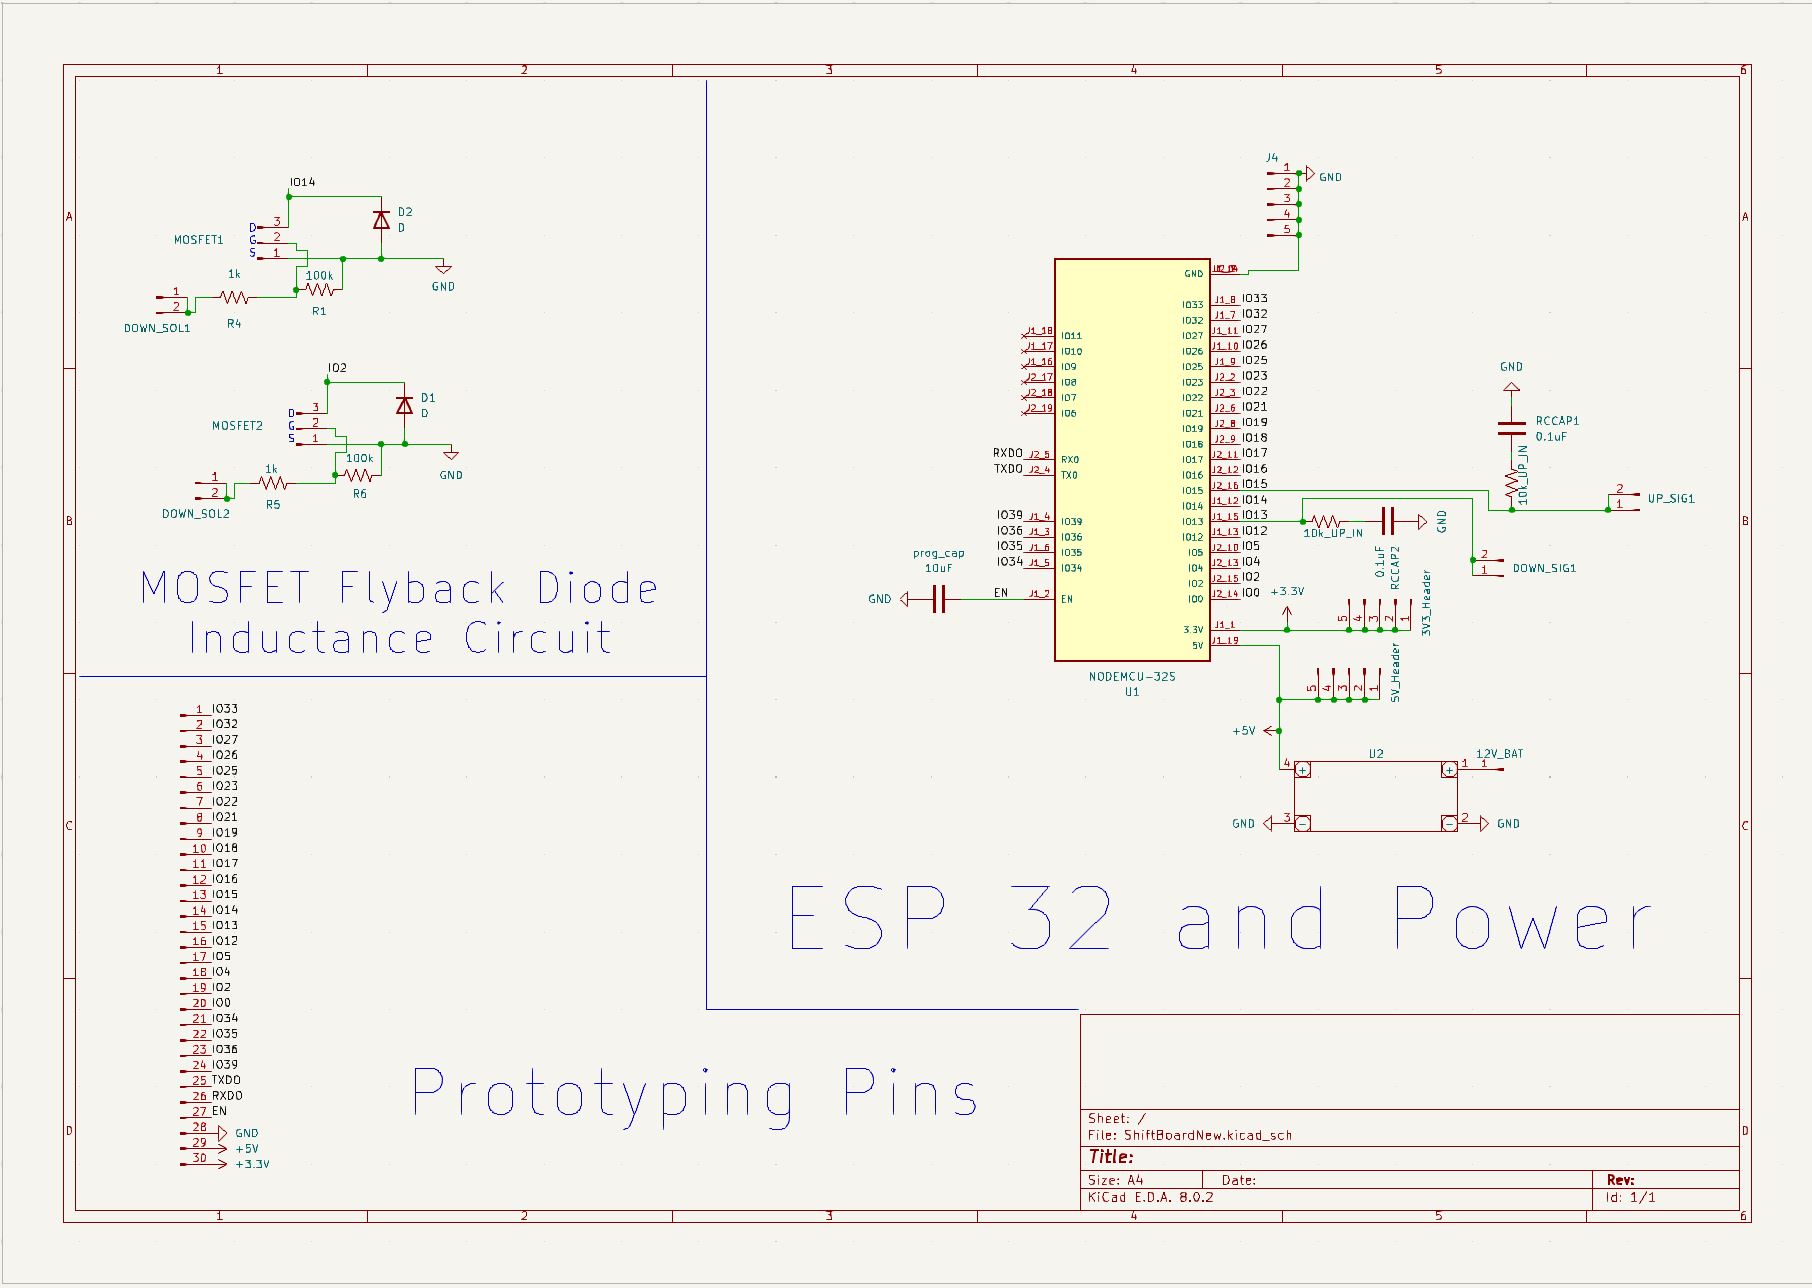 1 2 3 4 5 6
A
B
C
D
IO14
D2
D
D 3
G 2
S 1
MOSFET1
1k
100k
R1
R4
1
2
DOWN_SOL1
GND
IO2
D1
D
D 3
G 2
S 1
MOSFET2
1k
100k
R6
R5
1
2
DOWN_SOL2
GND
MOSFET Flyback Diode
Inductance Circuit
J4
1 GND
2
3
4
5
GND
IO33 J1_8 IO33
IO32 J1_7 IO32
J1_18 IO11 IO27 J1_11 IO27
J1_17 IO10 IO26 J1_10 IO26
J1_16 IO9 IO25 J1_9 IO25
J2_17 IO8 IO23 J2_2 IO23
J2_18 IO7 IO22 J2_3 IO22
J2_19 IO6 IO21 J2_6 IO21
IO19 J2_8 IO19
IO18 J2_9 IO18
RXD0 J2_5 RX0 IO17 J2_11 IO17
TXD0 J2_4 TX0 IO16 J2_12 IO16
IO15 J2_16 IO15
IO14 J1_12 IO14
IO39 J1_4 IO39 IO13 J1_15 IO13
IO36 J1_3 IO36 IO12 J1_13 IO12
IO35 J1_6 IO35 IO5 J2_10 IO5
IO34 J1_5 IO34 IO4 J2_13 IO4
IO2 J2_15 IO2
EN J1_2 EN IO0 J2_14 IO0
3.3V J1_1
5V J1_19
NODEMCU-32S
U1
prog_cap
10uF
GND
GND
RCCAP1
0.1uF
10k_UP_IN
2
1
UP_SIG1
10k_UP_IN
0.1uF
RCCAP2
GND
2
1
DOWN_SIG1
+3.3V
5 4 3 2 1
3V3_Header
5 4 3 2 1
5V_Header
+5V
U2
12V_BAT
4 + + 1 1
GND 3 - - 2 GND
ESP 32 and Power
1 IO33
2 IO32
3 IO27
4 IO26
5 IO25
6 IO23
7 IO22
8 IO21
9 IO19
10 IO18
11 IO17
12 IO16
13 IO15
14 IO14
15 IO13
16 IO12
17 IO5
18 IO4
19 IO2
20 IO0
21 IO34
22 IO35
23 IO36
24 IO39
25 TXD0
26 RXD0
27 EN
28 GND
29 +5V
30 +3.3V
Prototyping Pins
Sheet: /
File: ShiftBoardNew.kicad_sch
Title:
Size: A4 Date: Rev:
KiCad E.D.A. 8.0.2 Id: 1/1
A
B
C
D
1 2 3 4 5 6